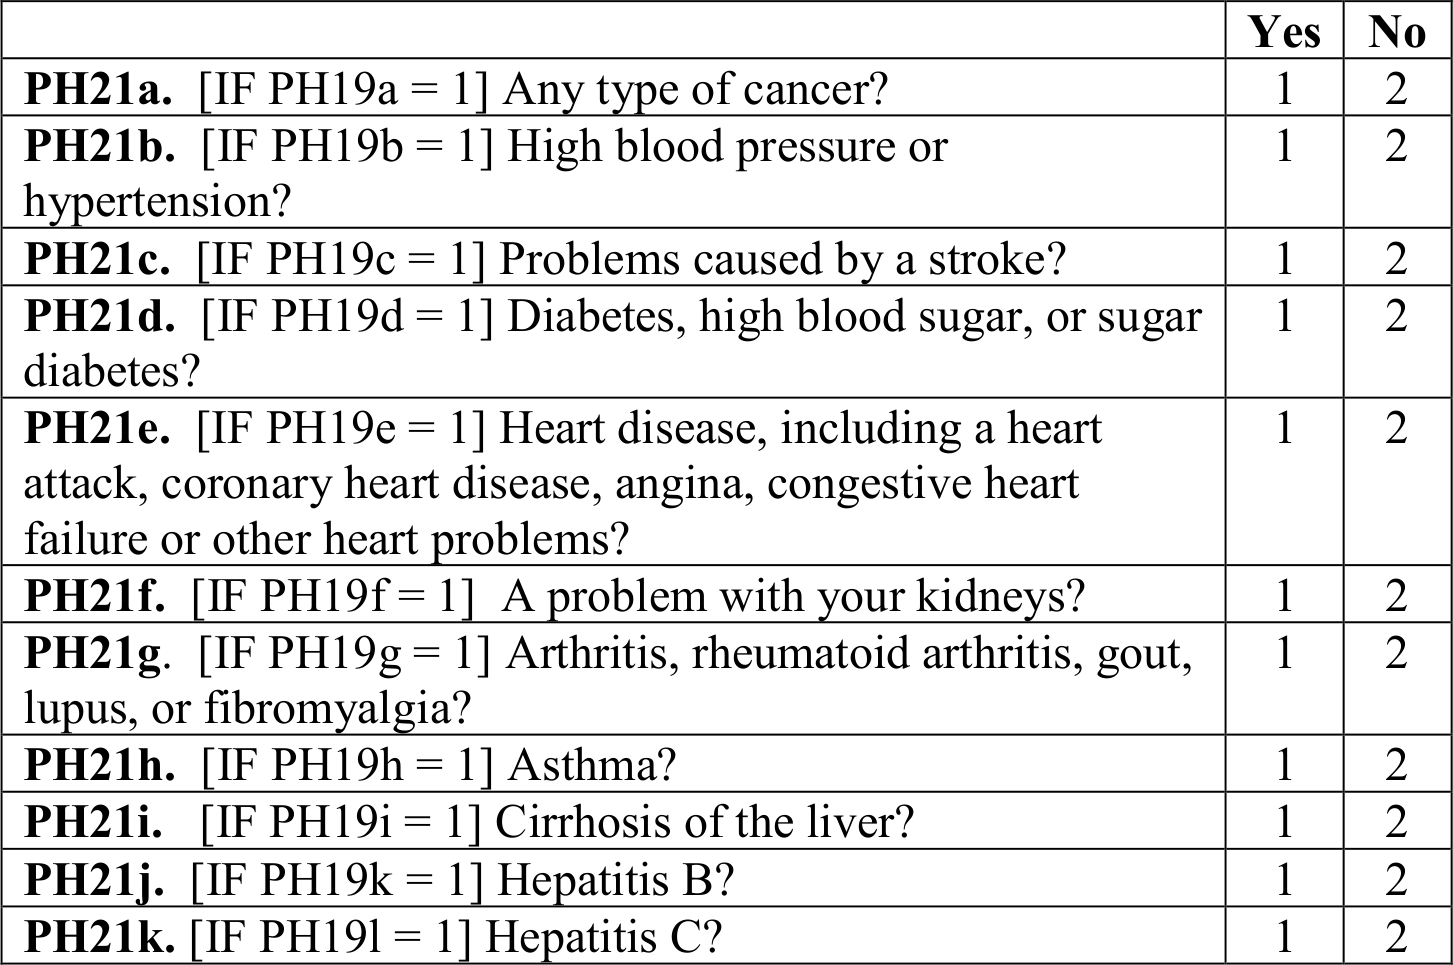 Yes No
PH21a. [IF PH19a = 1] Any type of cancer? 1 2
PH21b. [IF PH19b = 1] High blood pressure or 1 2
hypertension?
PH21c. [IF PH19c = 1] Problems caused by a stroke? 1 2
PH21d. [IF PH19d = 1] Diabetes, high blood sugar, or sugar 1 2
diabetes?
PH21e. [IF PH19e = 1] Heart disease, including a heart 1 2
attack, coronary heart disease, angina, congestive heart
failure or other heart problems?
PH21f. [IF PH19f = 1] A problem with your kidneys? 1 2
PH21g. [IF PH19g = 1] Arthritis, rheumatoid arthritis, gout, 1 2
lupus, or fibromyalgia?
PH21h. [IF PH19h = 1] Asthma? 1 2
PH21i. [IF PH19i = 1] Cirrhosis of the liver? 1 2
PH21j. [IF PH19k = 1] Hepatitis B? 1 2
PH21k. [IF PH19l = 1] Hepatitis C? 1 2